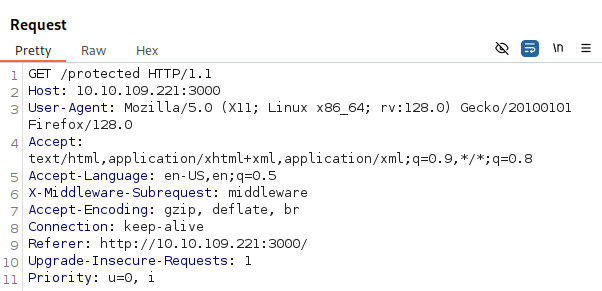 Request
Pretty Raw Hex \n
1 GET /protected HTTP/1.1
2 Host: 10.10.109.221:3000
3 User-Agent: Mozilla/5.0 (X11; Linux x86_64; rv:128.0) Gecko/20100101
Firefox/128.0
4 Accept:
text/html,application/xhtml+xml,application/xml;q=0.9,*/*;q=0.8
5 Accept-Language: en-US,en;q=0.5
6 X-Middleware-Subrequest: middleware
7 Accept-Encoding: gzip, deflate, br
8 Connection: keep-alive
9 Referer: http://10.10.109.221:3000/
10 Upgrade-Insecure-Requests: 1
11 Priority: u=0, i